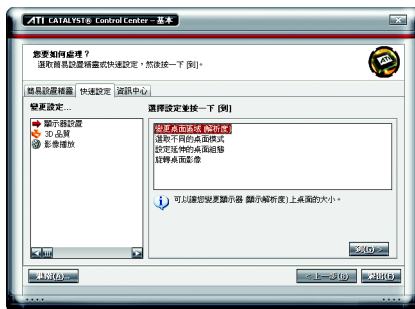 ATI CATALYST® Control Center – 基本
您要如何處理？
選取簡易設置精靈或快速設定，然後按一下 [到]。
簡易設置精靈 快速設定 資訊中心
變更設定...
顯示器設置
3D 品質
影像播放
選擇設定並按一下 [到]
變更桌面區域 (解析度)
選取不同的桌面模式
設定延伸的桌面組態
旋轉桌面影像
可以讓您變更顯示器 (顯示解析度) 上桌面的大小。
到(G) >
進階(A)...
< 上一步(B)